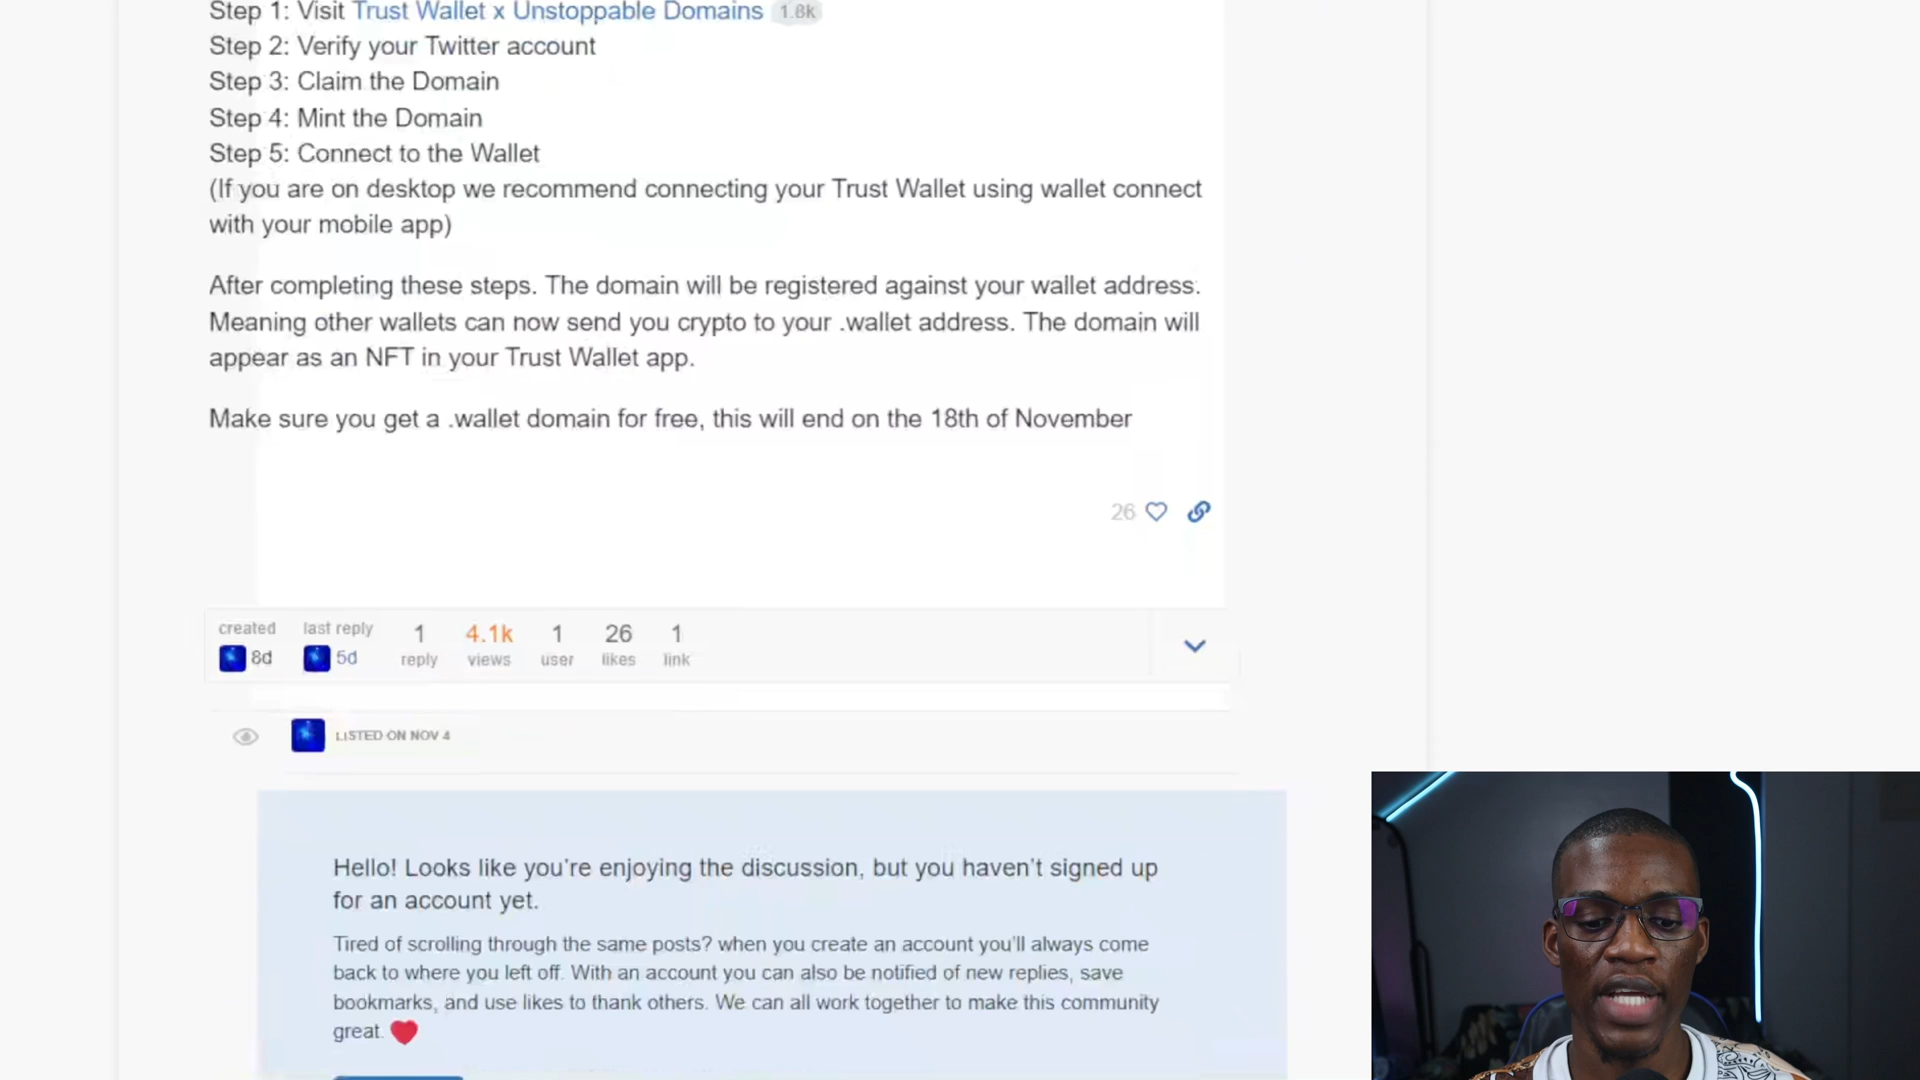 Step 1: Visit Trust Wallet x Unstoppable Domains 1.8k
Step 2: Verify your Twitter account
Step 3: Claim the Domain
Step 4: Mint the Domain
Step 5: Connect to the Wallet
(If you are on desktop we recommend connecting your Trust Wallet using wallet connect
with your mobile app)
After completing these steps. The domain will be registered against your wallet address.
Meaning other wallets can now send you crypto to your .wallet address. The domain will
appear as an NFT in your Trust Wallet app.
Make sure you get a .wallet domain for free, this will end on the 18th of November
26
created last reply 1 4.1k 1 26 1
8d 5d reply views user likes link
LISTED ON NOV 4
Hello! Looks like you're enjoying the discussion, but you haven't signed up
for an account yet.
Tired of scrolling through the same posts? when you create an account you'll always come
back to where you left off. With an account you can also be notified of new replies, save
bookmarks, and use likes to thank others. We can all work together to make this community
great.